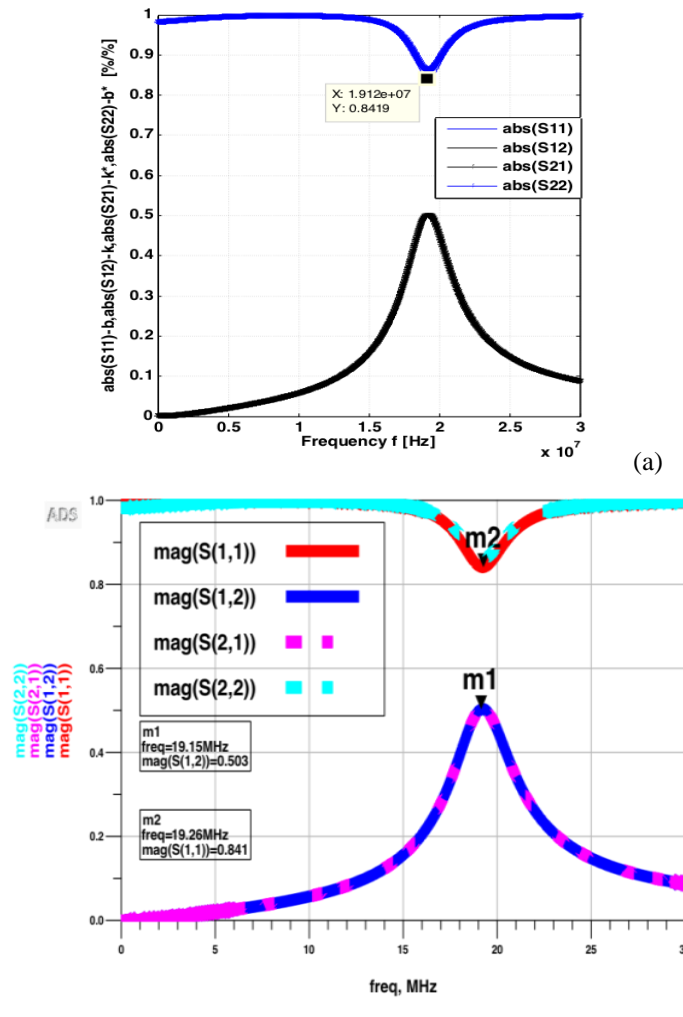 abs(S11)-b,abs(S12)-k,abs(S21)-k*,abs(S22)-b* [%/%]
1
0.9
0.8
0.7
0.6
0.5
0.4
0.3
0.2
0.1
0
X: 1.912e+07
Y: 0.8419
abs(S11)
abs(S12)
abs(S21)
abs(S22)
0 0.5 1 1.5 2 2.5 3
Frequency f [Hz]
x 10^7
(a)
ADS
mag(S(2,2))
mag(S(2,1))
mag(S(1,2))
mag(S(1,1))
1.0
0.8
0.6
0.4
0.2
0.0
mag(S(1,1))
mag(S(1,2))
mag(S(2,1))
mag(S(2,2))
m2
m1
m1
freq=19.15MHz
mag(S(1,2))=0.503
m2
freq=19.26MHz
mag(S(1,1))=0.841
0 5 10 15 20 25
freq, MHz